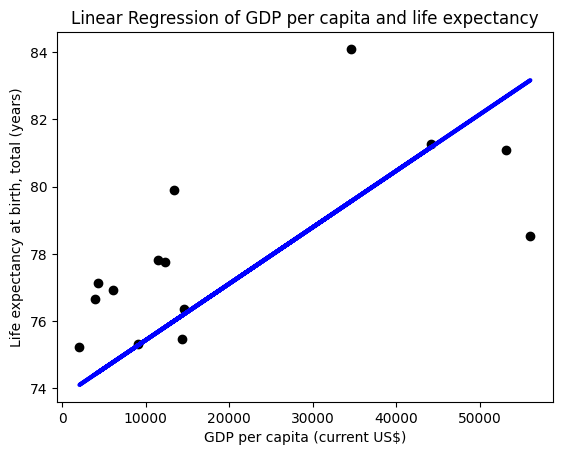 Linear Regression of GDP per capita and life expectancy
84
82
80
78
76
74
Life expectancy at birth, total (years)
0 10000 20000 30000 40000 50000
GDP per capita (current US$)